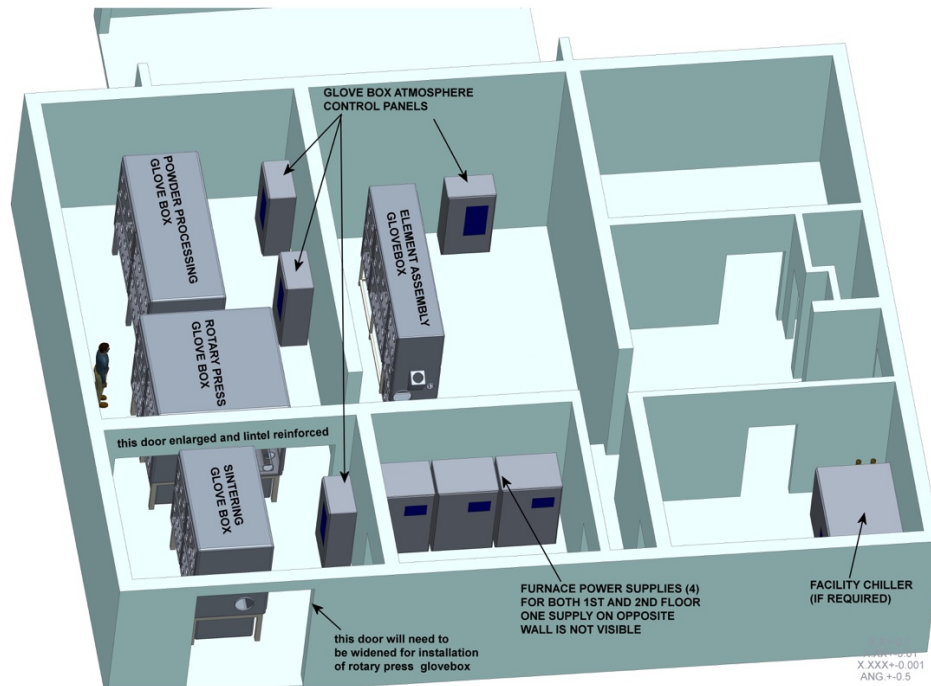 GLOVE BOX ATMOSPHERE
CONTROL PANELS
POWDER PROCESSING
GLOVE BOX
ELEMENT ASSEMBLY
GLOVEBOX
ROTARY PRESS
GLOVE BOX
this door enlarged and lintel reinforced
SINTERING
GLOVE BOX
FURNACE POWER SUPPLIES (4)
FOR BOTH 1ST AND 2ND FLOOR
ONE SUPPLY ON OPPOSITE
WALL IS NOT VISIBLE
FACILITY CHILLER
(IF REQUIRED)
this door will need to
be widened for installation
of rotary press glovebox
X.XXX+-0.001
ANG.+-0.5